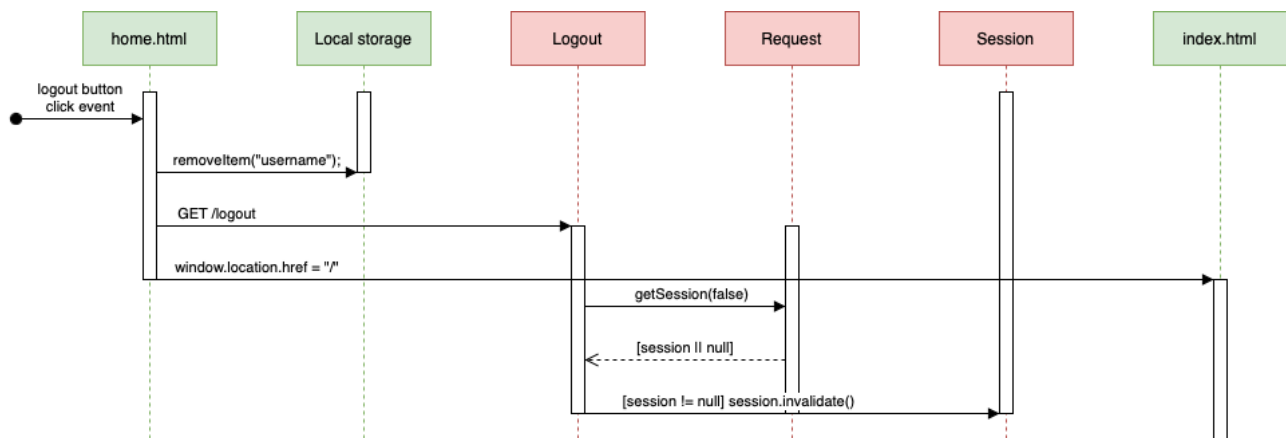 home.html
Local storage
Logout
Request
Session
index.html
logout button
click event
removeItem("username");
GET /logout
window.location.href = "/"
getSession(false)
[session || null]
[session != null] session.invalidate()